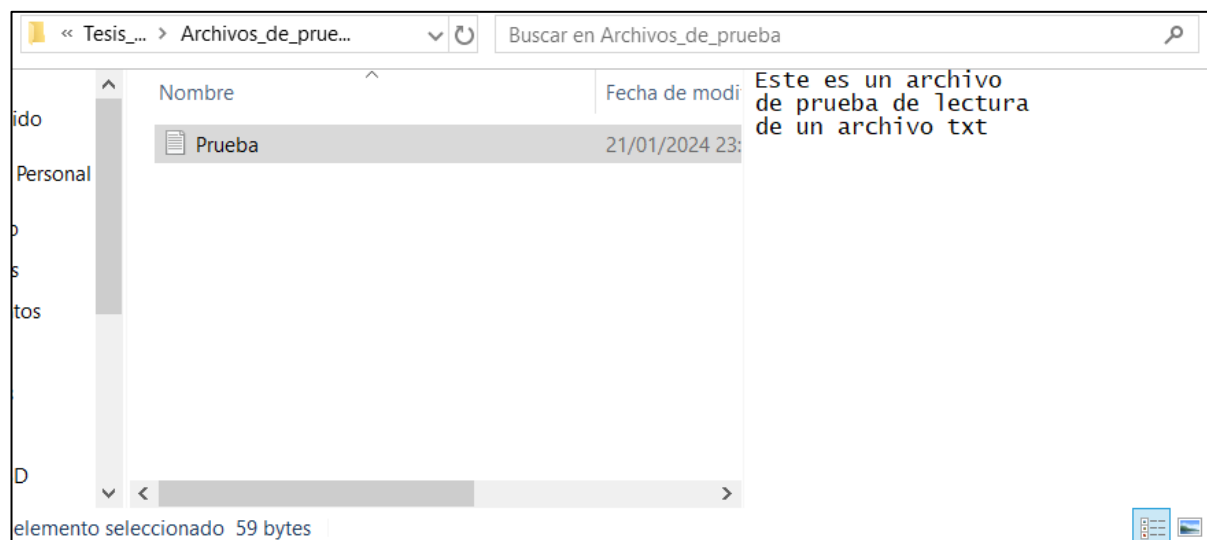 « Tesis_... > Archivos_de_prue...
Buscar en Archivos_de_prueba
Nombre
Fecha de modi
Prueba
21/01/2024 23:
ido
Personal
s
tos
D
Este es un archivo
de prueba de lectura
de un archivo txt
elemento seleccionado 59 bytes